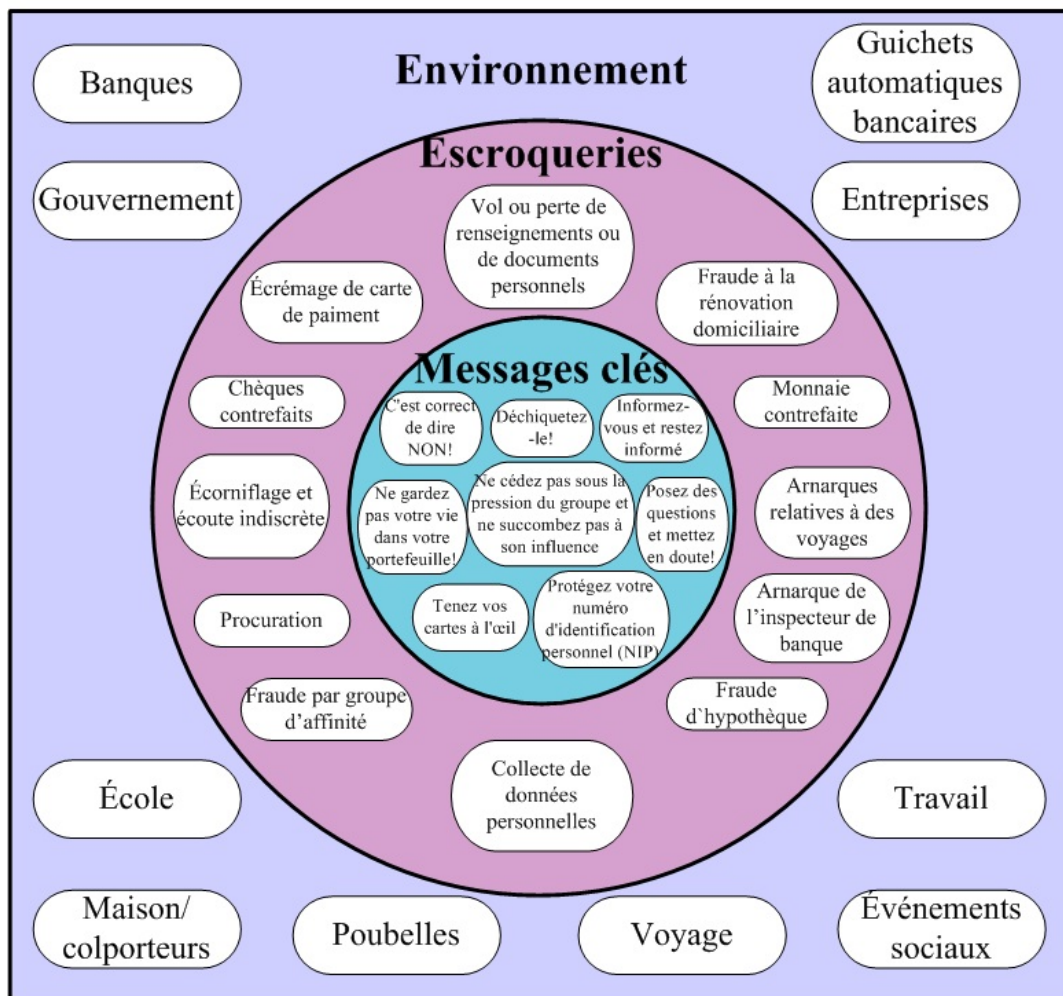 Environnement
Banques
Guichets
automatiques
bancaires
Gouvernement
Entreprises
Escroqueries
Vol ou perte de
renseignements ou
de documents
personnels
Écrémage de carte
de paiment
Fraude à la
rénovation
domiciliaire
Chèques
contrefaits
Monnaie
contrefaite
Écorniflage et
écoute indiscrète
Arnarques
relatives à des
voyages
Procuration
Arnarque de
l’inspecteur de
banque
Fraude par groupe
d’affinité
Fraude
d`hypothèque
Collecte de
données
personnelles
Messages clés
C'est correct
de dire
NON!
Déchiquetez
-le!
Informez-
vous et restez
informé
Ne gardez
pas votre vie
dans votre
portefeuille!
Ne cédez pas sous la
pression du groupe et
ne succombez pas à
son influence
Posez des
questions
et mettez
en doute!
Tenez vos
cartes à l'œil
Protégez votre
numéro
d'identification
personnel (NIP)
École
Travail
Maison/
colporteurs
Poubelles
Voyage
Événements
sociaux